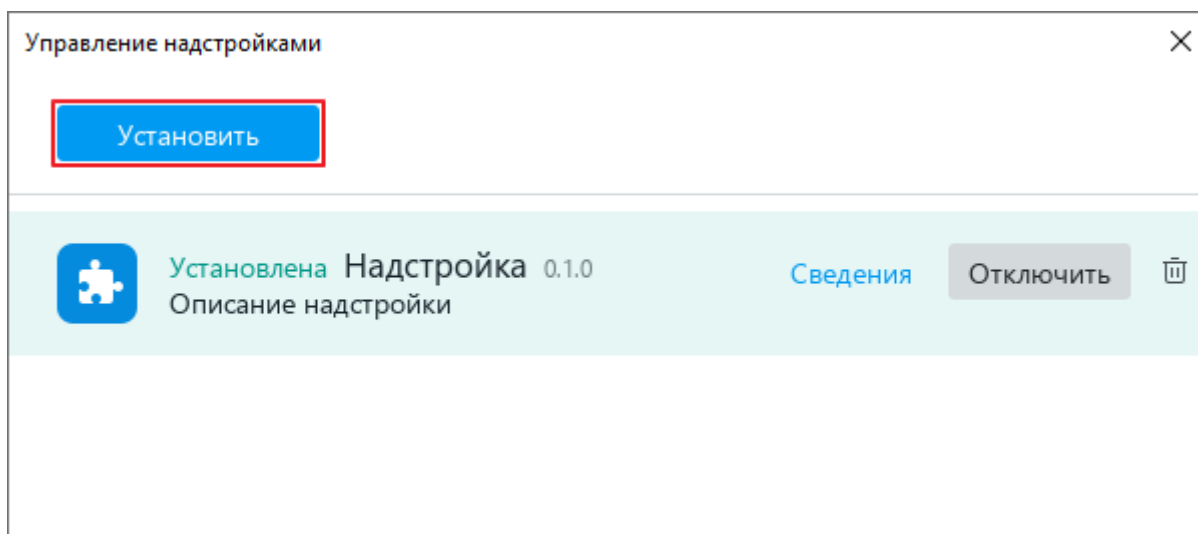 Управление надстройками
Установить
Установлена Надстройка 0.1.0 Сведения Отключить
Описание надстройки